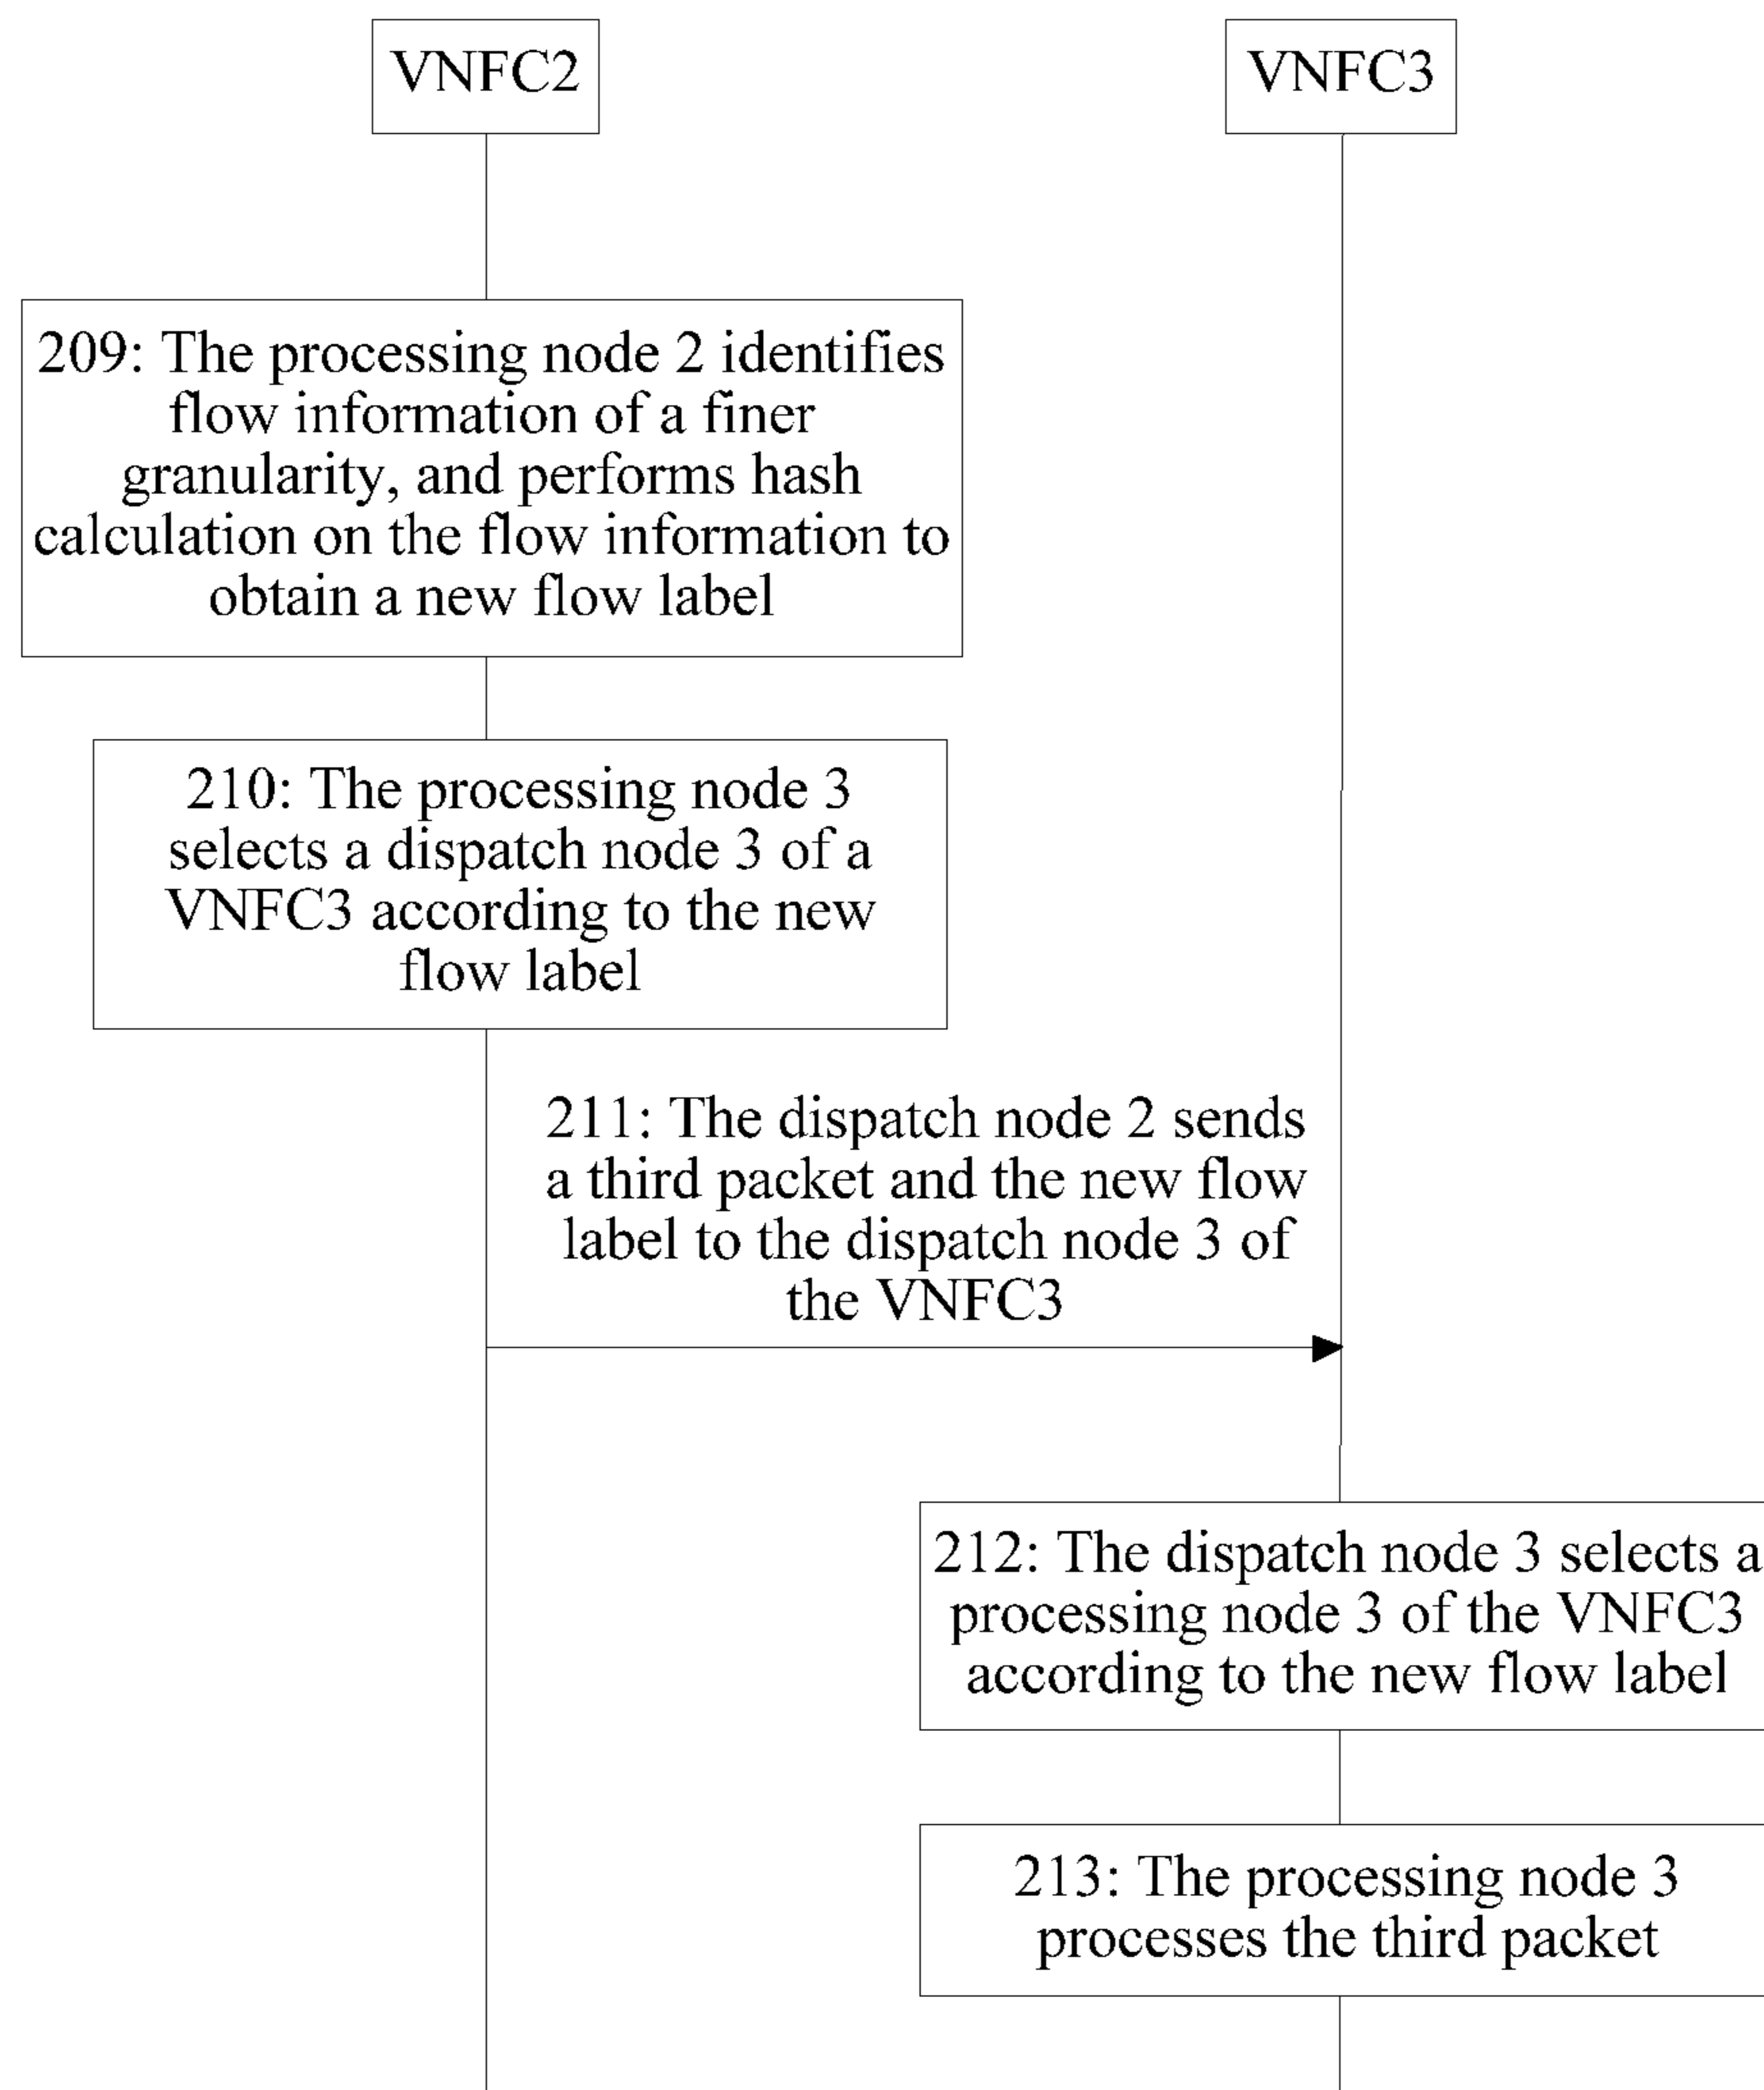 VNFC2
VNFC3
209: The processing node 2 identifies
flow information of a finer
granularity, and performs hash
calculation on the flow information to
obtain a new flow label
210: The processing node 3
selects a dispatch node 3 of a
VNFC3 according to the new
flow label
211: The dispatch node 2 sends
a third packet and the new flow
label to the dispatch node 3 of
the VNFC3
212: The dispatch node 3 selects a
processing node 3 of the VNFC3
according to the new flow label
213: The processing node 3
processes the third packet